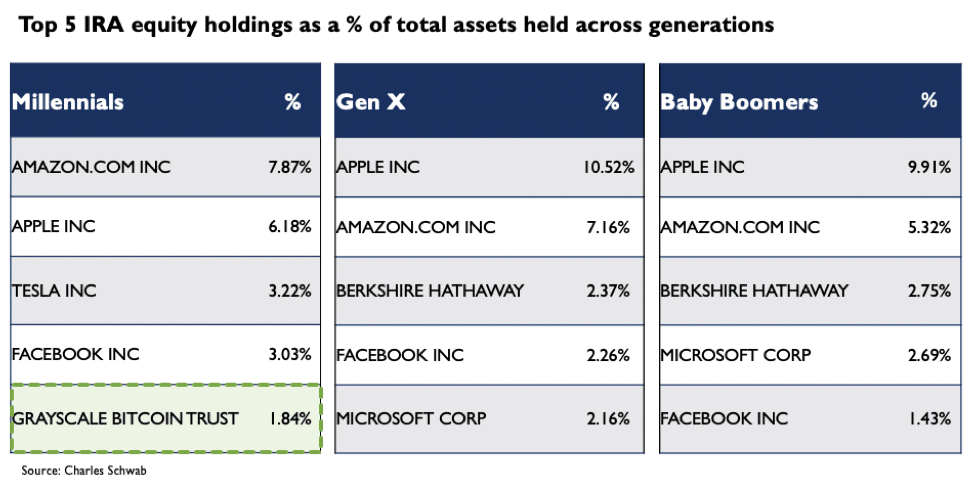 Top 5 IRA equity holdings as a % of total assets held across generations
Millennials %
AMAZON.COM INC 7.87%
APPLE INC 6.18%
TESLA INC 3.22%
FACEBOOK INC 3.03%
GRAYSCALE BITCOIN TRUST 1.84%
Gen X %
APPLE INC 10.52%
AMAZON.COM INC 7.16%
BERKSHIRE HATHAWAY 2.37%
FACEBOOK INC 2.26%
MICROSOFT CORP 2.16%
Baby Boomers %
APPLE INC 9.91%
AMAZON.COM INC 5.32%
BERKSHIRE HATHAWAY 2.75%
MICROSOFT CORP 2.69%
FACEBOOK INC 1.43%
Source: Charles Schwab